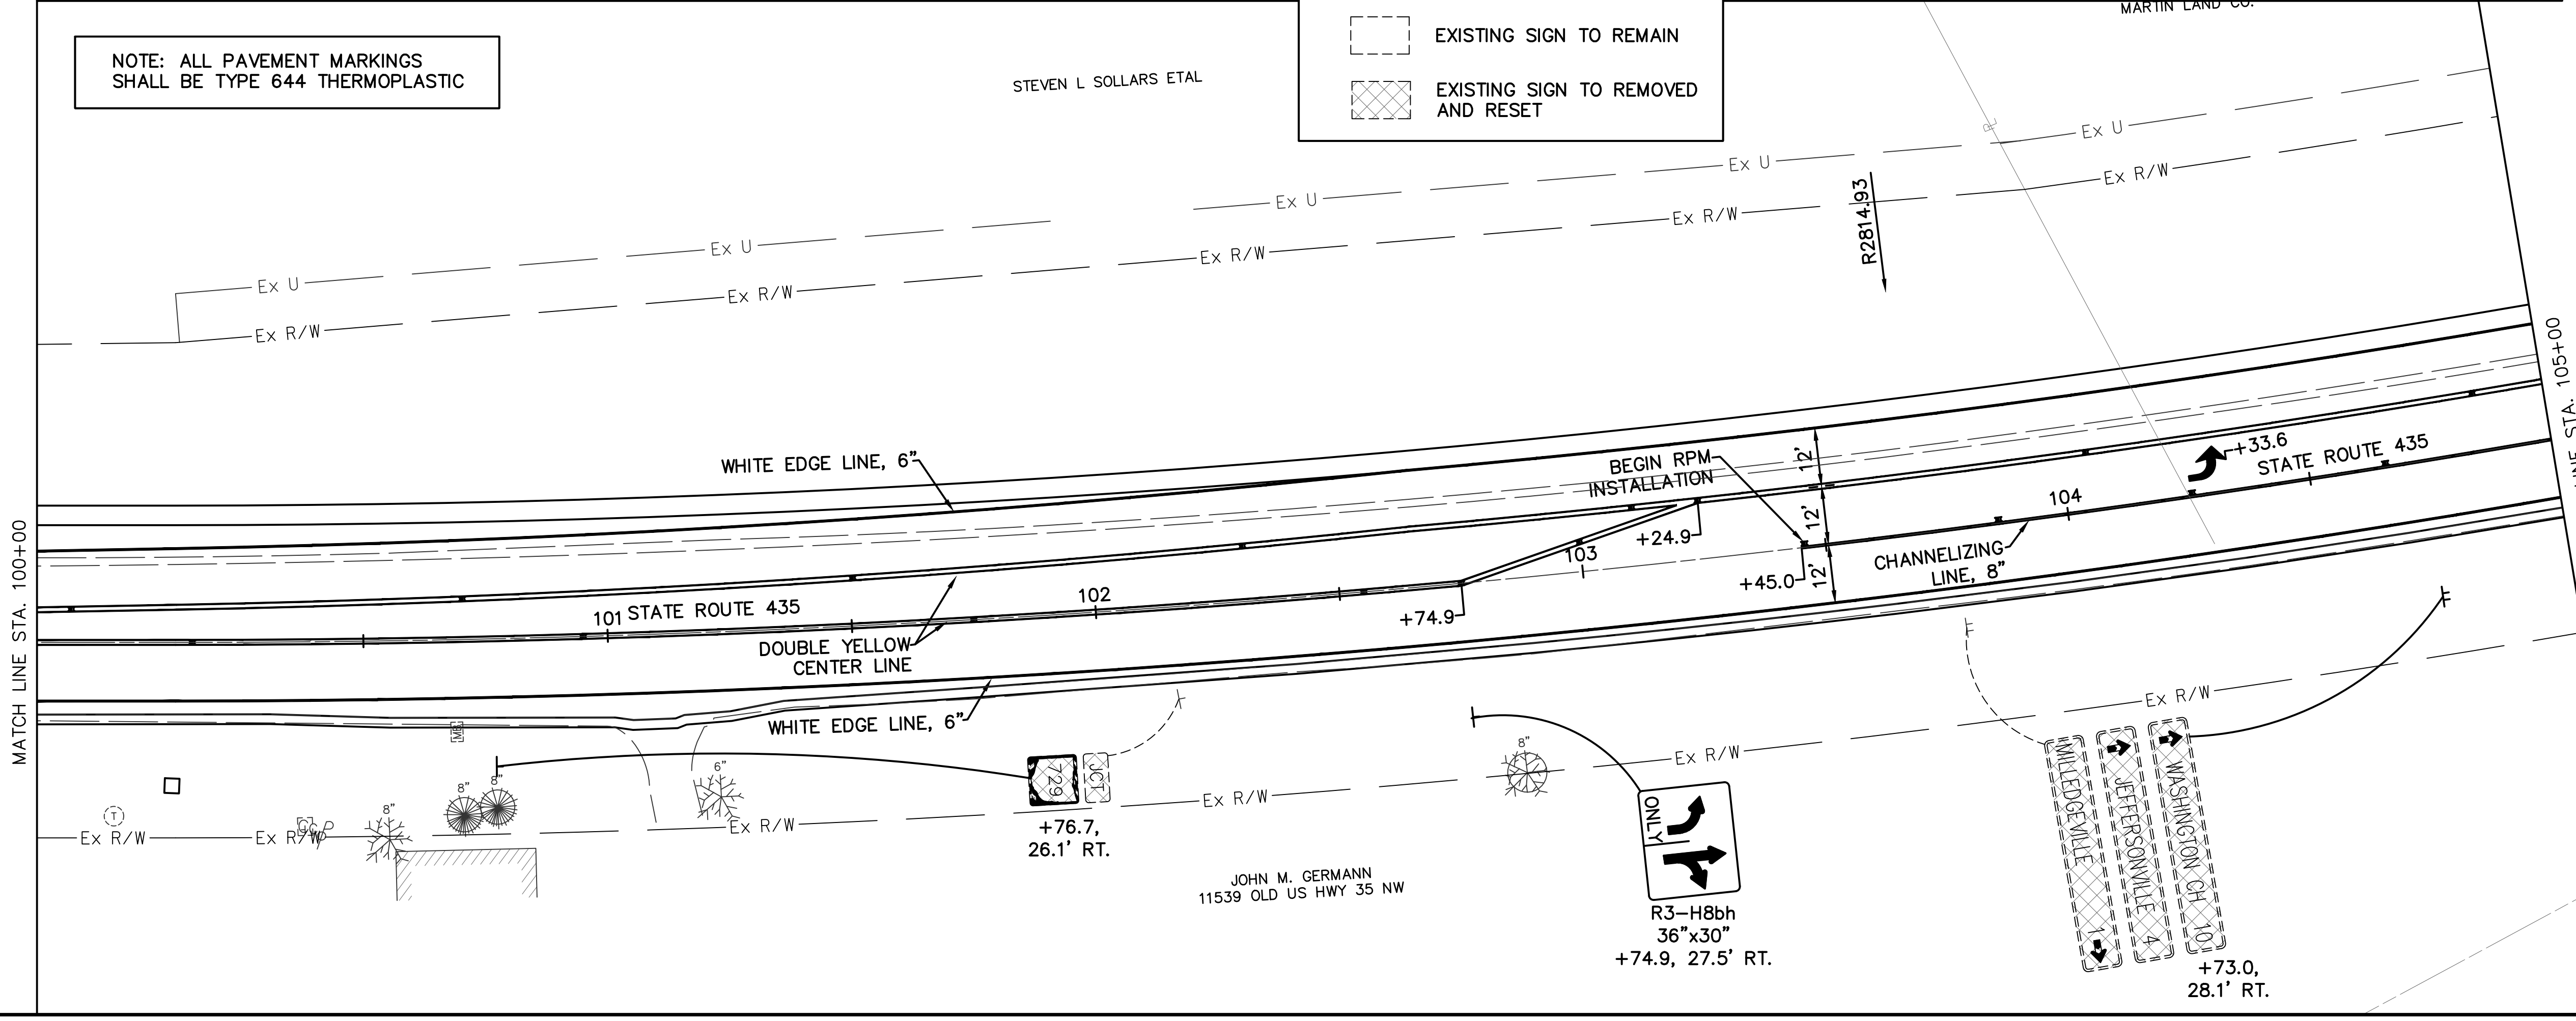 MARTIN LAND CO.
NOTE: ALL PAVEMENT MARKINGS
SHALL BE TYPE 644 THERMOPLASTIC
STEVEN L SOLLARS ETAL
EXISTING SIGN TO REMAIN
EXISTING SIGN TO REMOVED
AND RESET
Ex U
Ex U
Ex U
Ex U
Ex U
Ex R/W
Ex R/W
Ex R/W
Ex R/W
Ex R/W
R2814.93
MATCH LINE STA. 100+00
LINE STA. 105+00
WHITE EDGE LINE, 6"
BEGIN RPM
INSTALLATION
12'
12'
12'
+33.6
STATE ROUTE 435
104
103
+24.9
+45.0
CHANNELIZING
LINE, 8"
101
STATE ROUTE 435
102
+74.9
DOUBLE YELLOW
CENTER LINE
WHITE EDGE LINE, 6"
MB
8"
8"
8"
6"
8"
T
Ex R/W
Ex R/W
Ex R/W
Ex R/W
Ex R/W
Ex R/W
729
JCT
+76.7,
26.1' RT.
JOHN M. GERMANN
11539 OLD US HWY 35 NW
ONLY
R3-H8bh
36"x30"
+74.9, 27.5' RT.
MILLEDGEVILLE 1
JEFFERSONVILLE 4
WASHINGTON CH 10
+73.0,
28.1' RT.